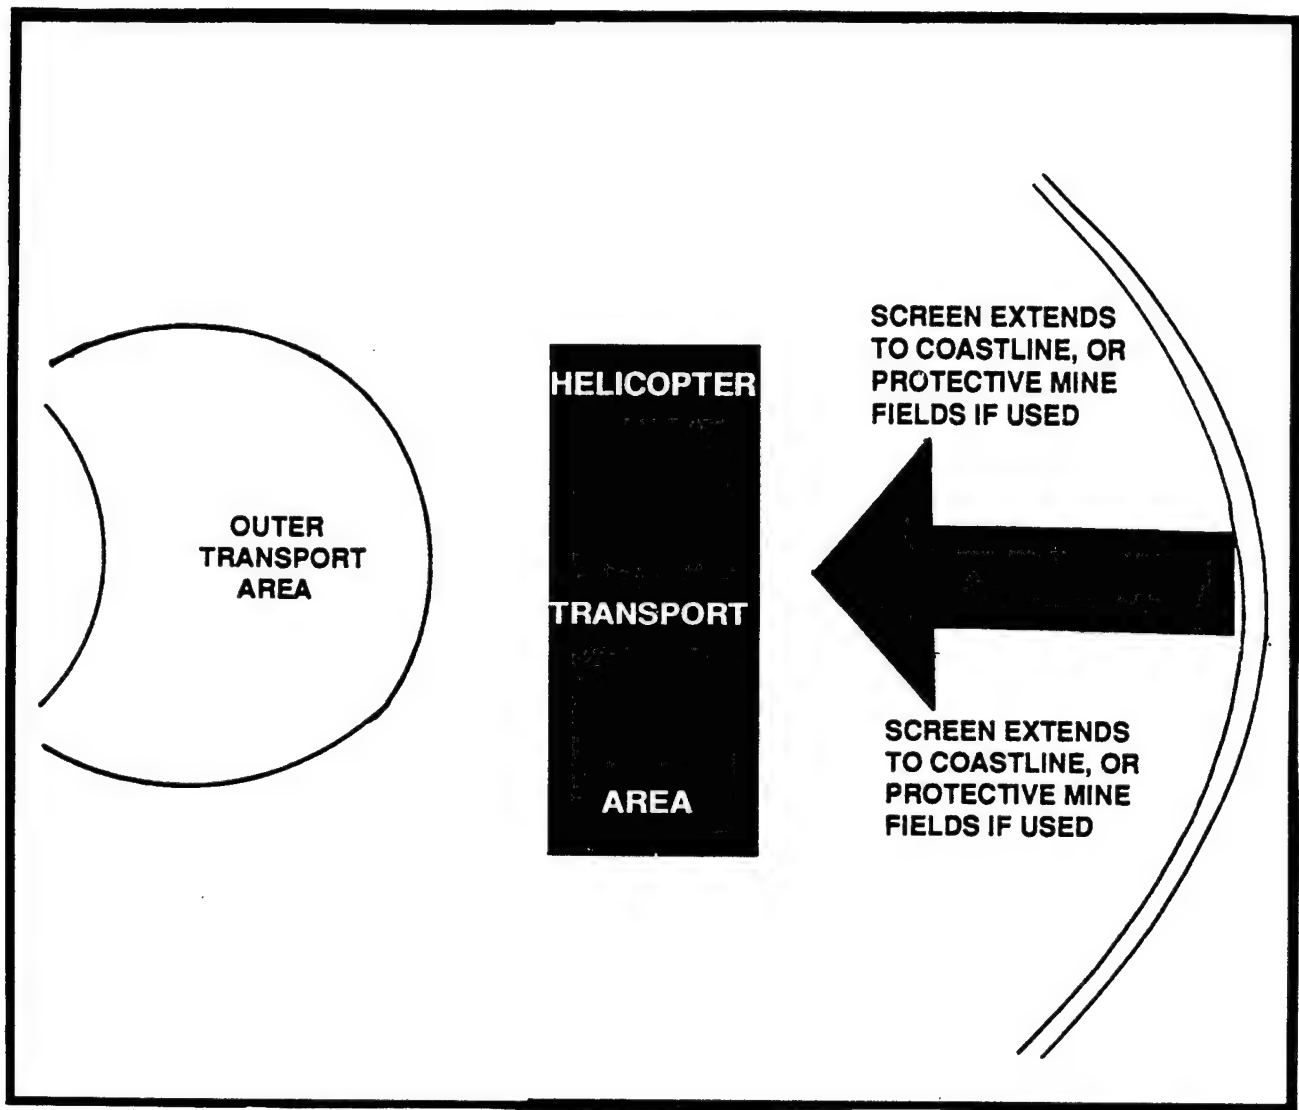 OUTER
TRANSPORT
AREA
HELICOPTER
TRANSPORT
AREA
SCREEN EXTENDS
TO COASTLINE, OR
PROTECTIVE MINE
FIELDS IF USED
SCREEN EXTENDS
TO COASTLINE, OR
PROTECTIVE MINE
FIELDS IF USED